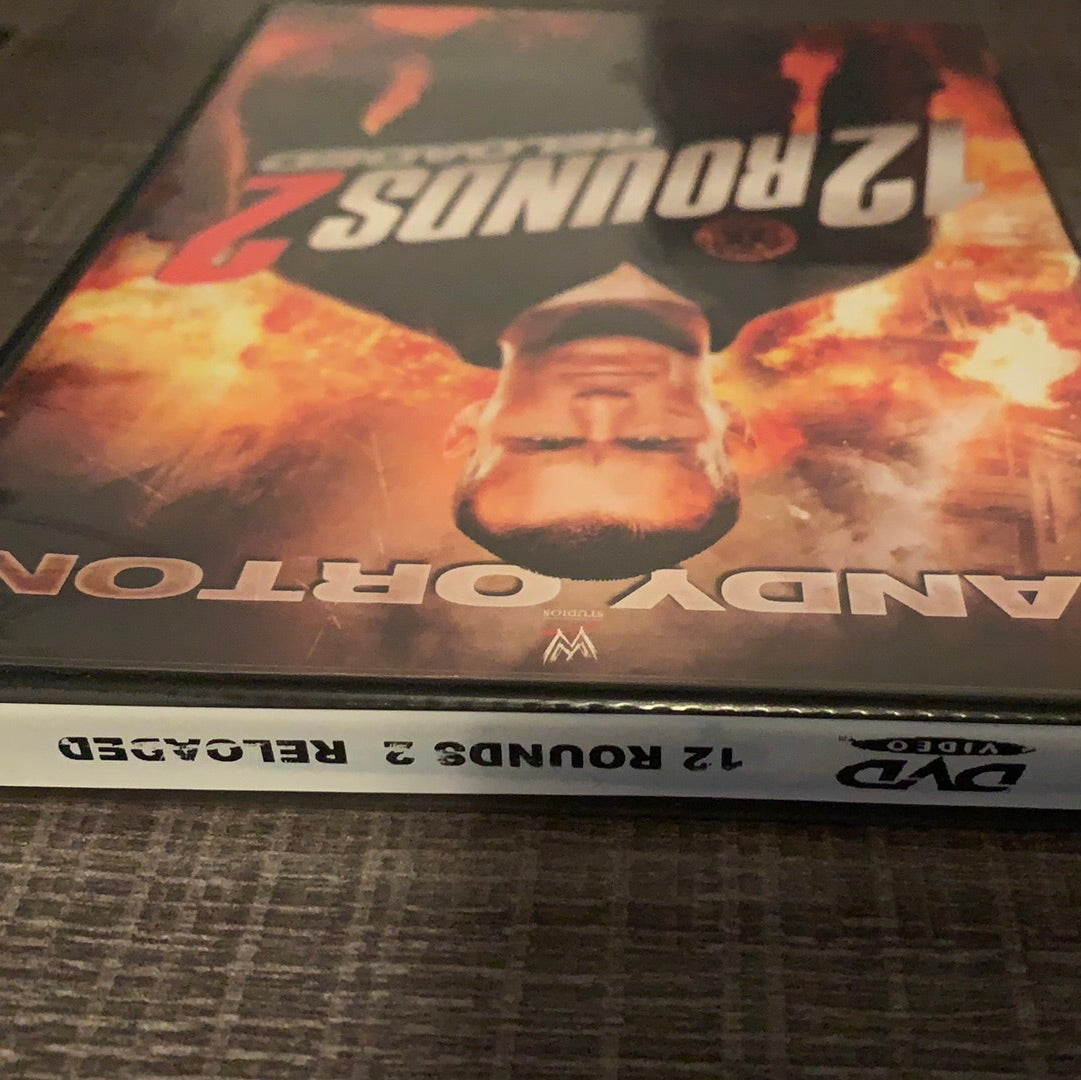 DVD
VIDEO
12 ROUNDS 2 RELOADED
W
STUDIOS
ANDY ORTON
12 ROUNDS 2
RELOADED